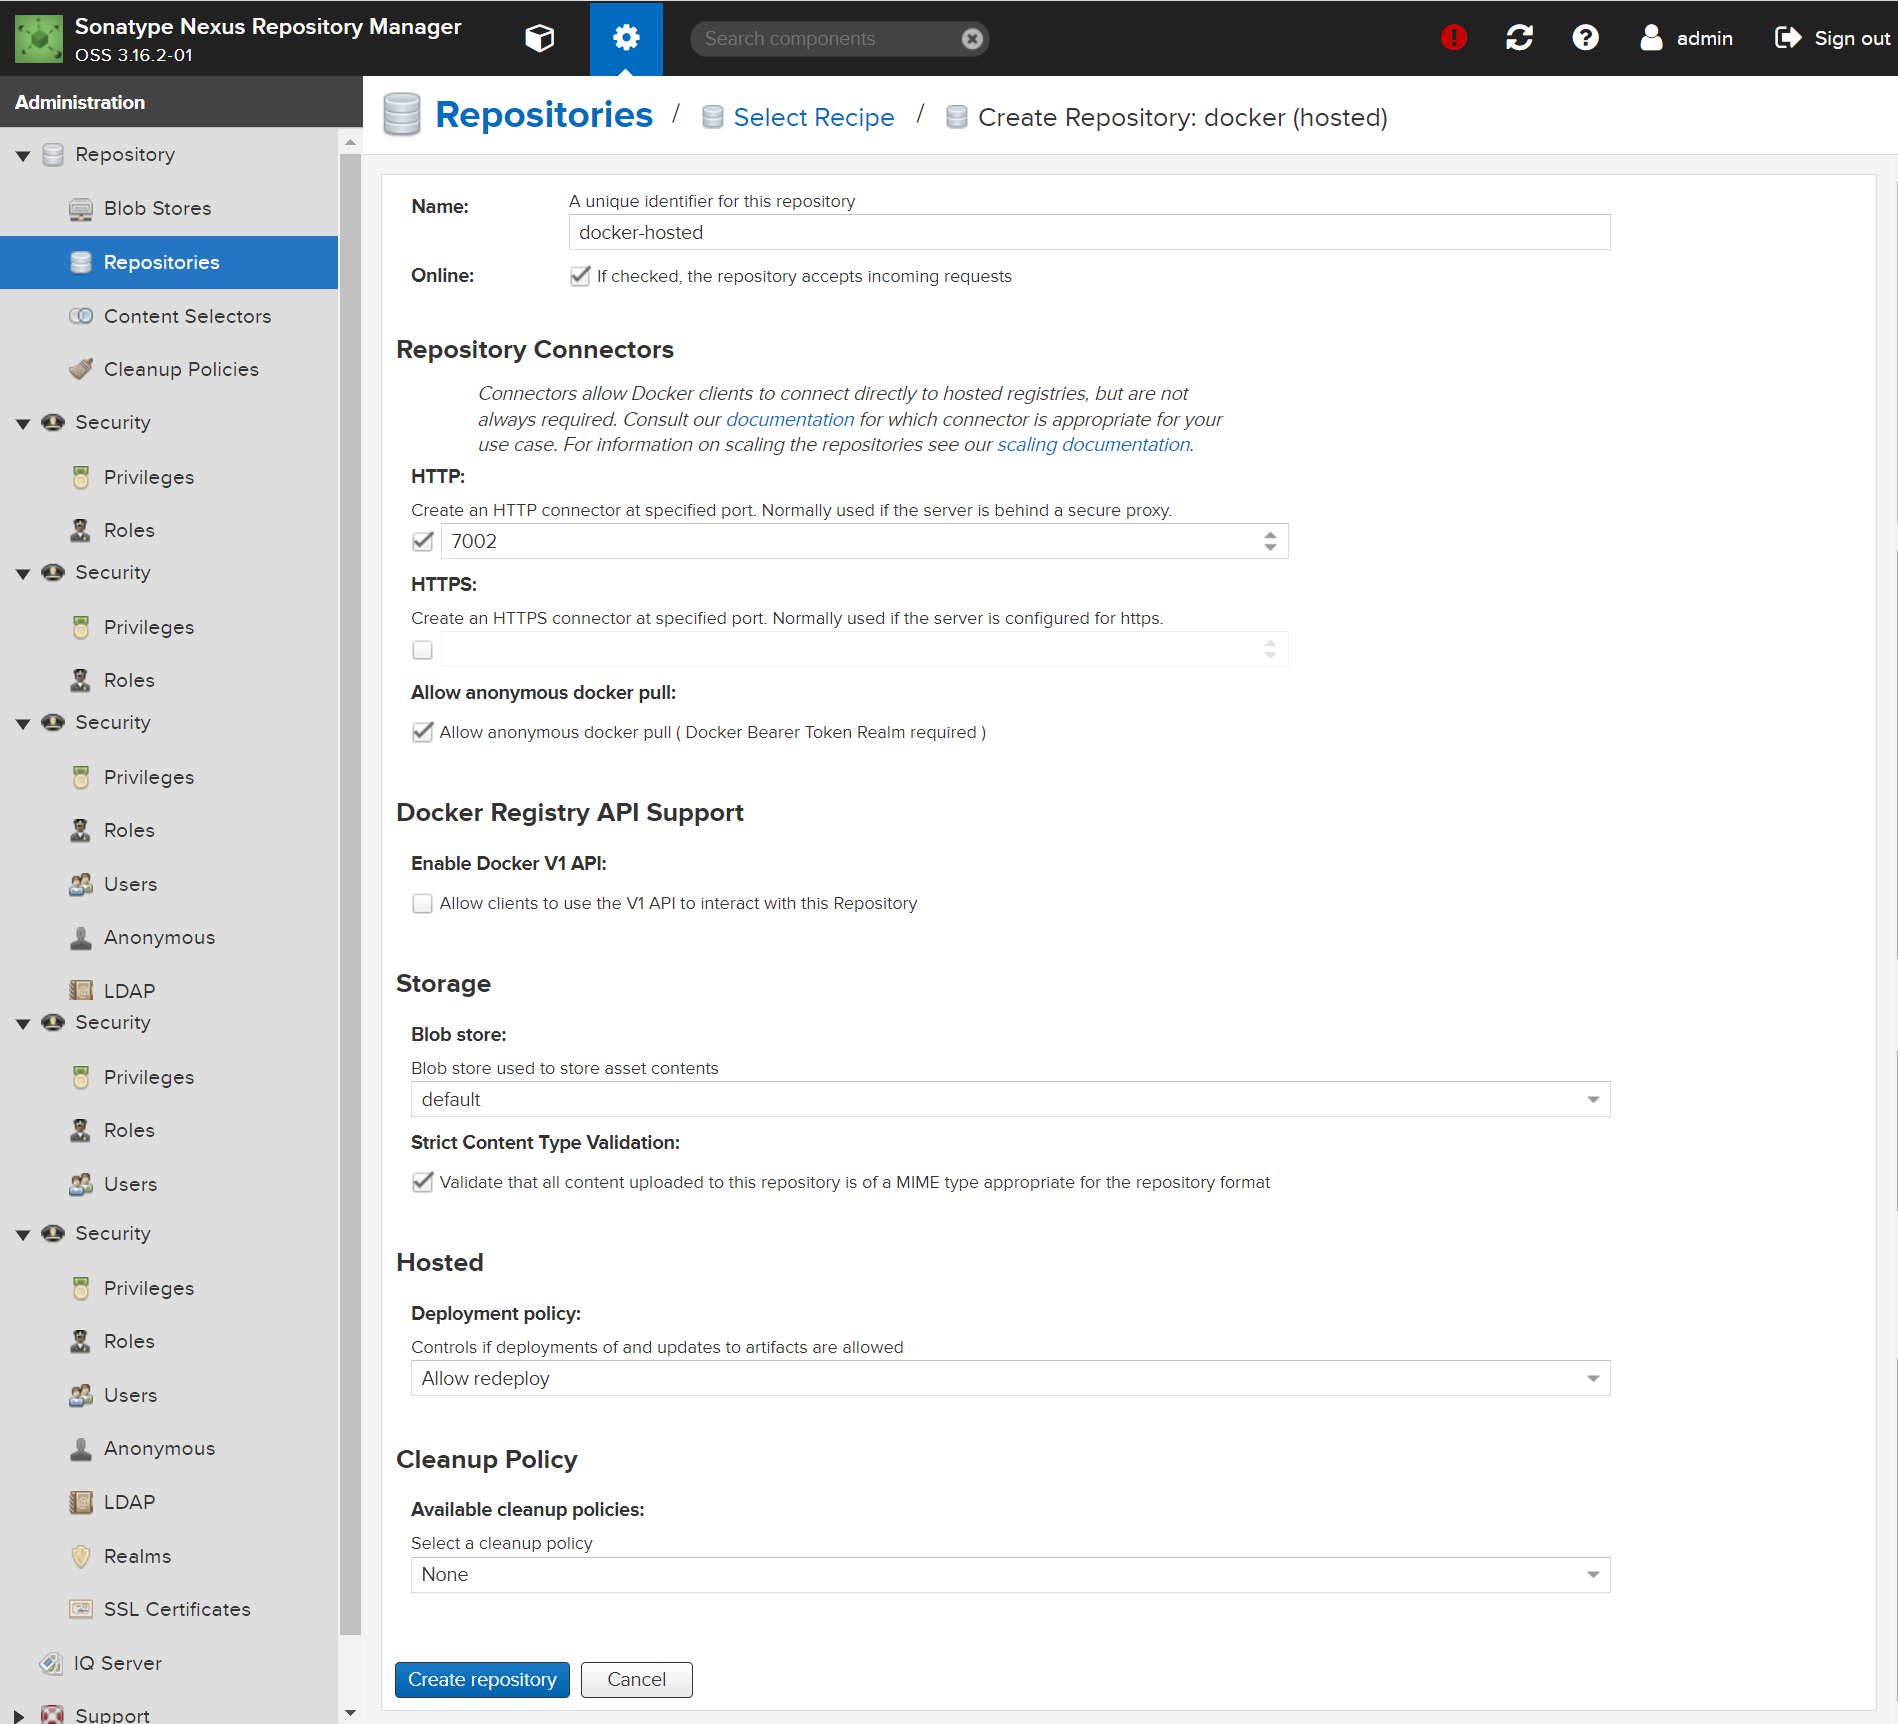 Sonatype Nexus Repository Manager
OSS 3.16.2-01
Search components
admin
Sign out
Administration
Repository
Blob Stores
Repositories
Content Selectors
Cleanup Policies
Security
Privileges
Roles
Security
Privileges
Roles
Security
Privileges
Roles
Users
Anonymous
LDAP
Security
Privileges
Roles
Users
Security
Privileges
Roles
Users
Anonymous
LDAP
Realms
SSL Certificates
IQ Server
Support
Repositories / Select Recipe / Create Repository: docker (hosted)
Name:
A unique identifier for this repository
docker-hosted
Online:
If checked, the repository accepts incoming requests
Repository Connectors
Connectors allow Docker clients to connect directly to hosted registries, but are not
always required. Consult our documentation for which connector is appropriate for your
use case. For information on scaling the repositories see our scaling documentation.
HTTP:
Create an HTTP connector at specified port. Normally used if the server is behind a secure proxy.
7002
HTTPS:
Create an HTTPS connector at specified port. Normally used if the server is configured for https.
Allow anonymous docker pull:
Allow anonymous docker pull ( Docker Bearer Token Realm required )
Docker Registry API Support
Enable Docker V1 API:
Allow clients to use the V1 API to interact with this Repository
Storage
Blob store:
Blob store used to store asset contents
default
Strict Content Type Validation:
Validate that all content uploaded to this repository is of a MIME type appropriate for the repository format
Hosted
Deployment policy:
Controls if deployments of and updates to artifacts are allowed
Allow redeploy
Cleanup Policy
Available cleanup policies:
Select a cleanup policy
None
Create repository
Cancel